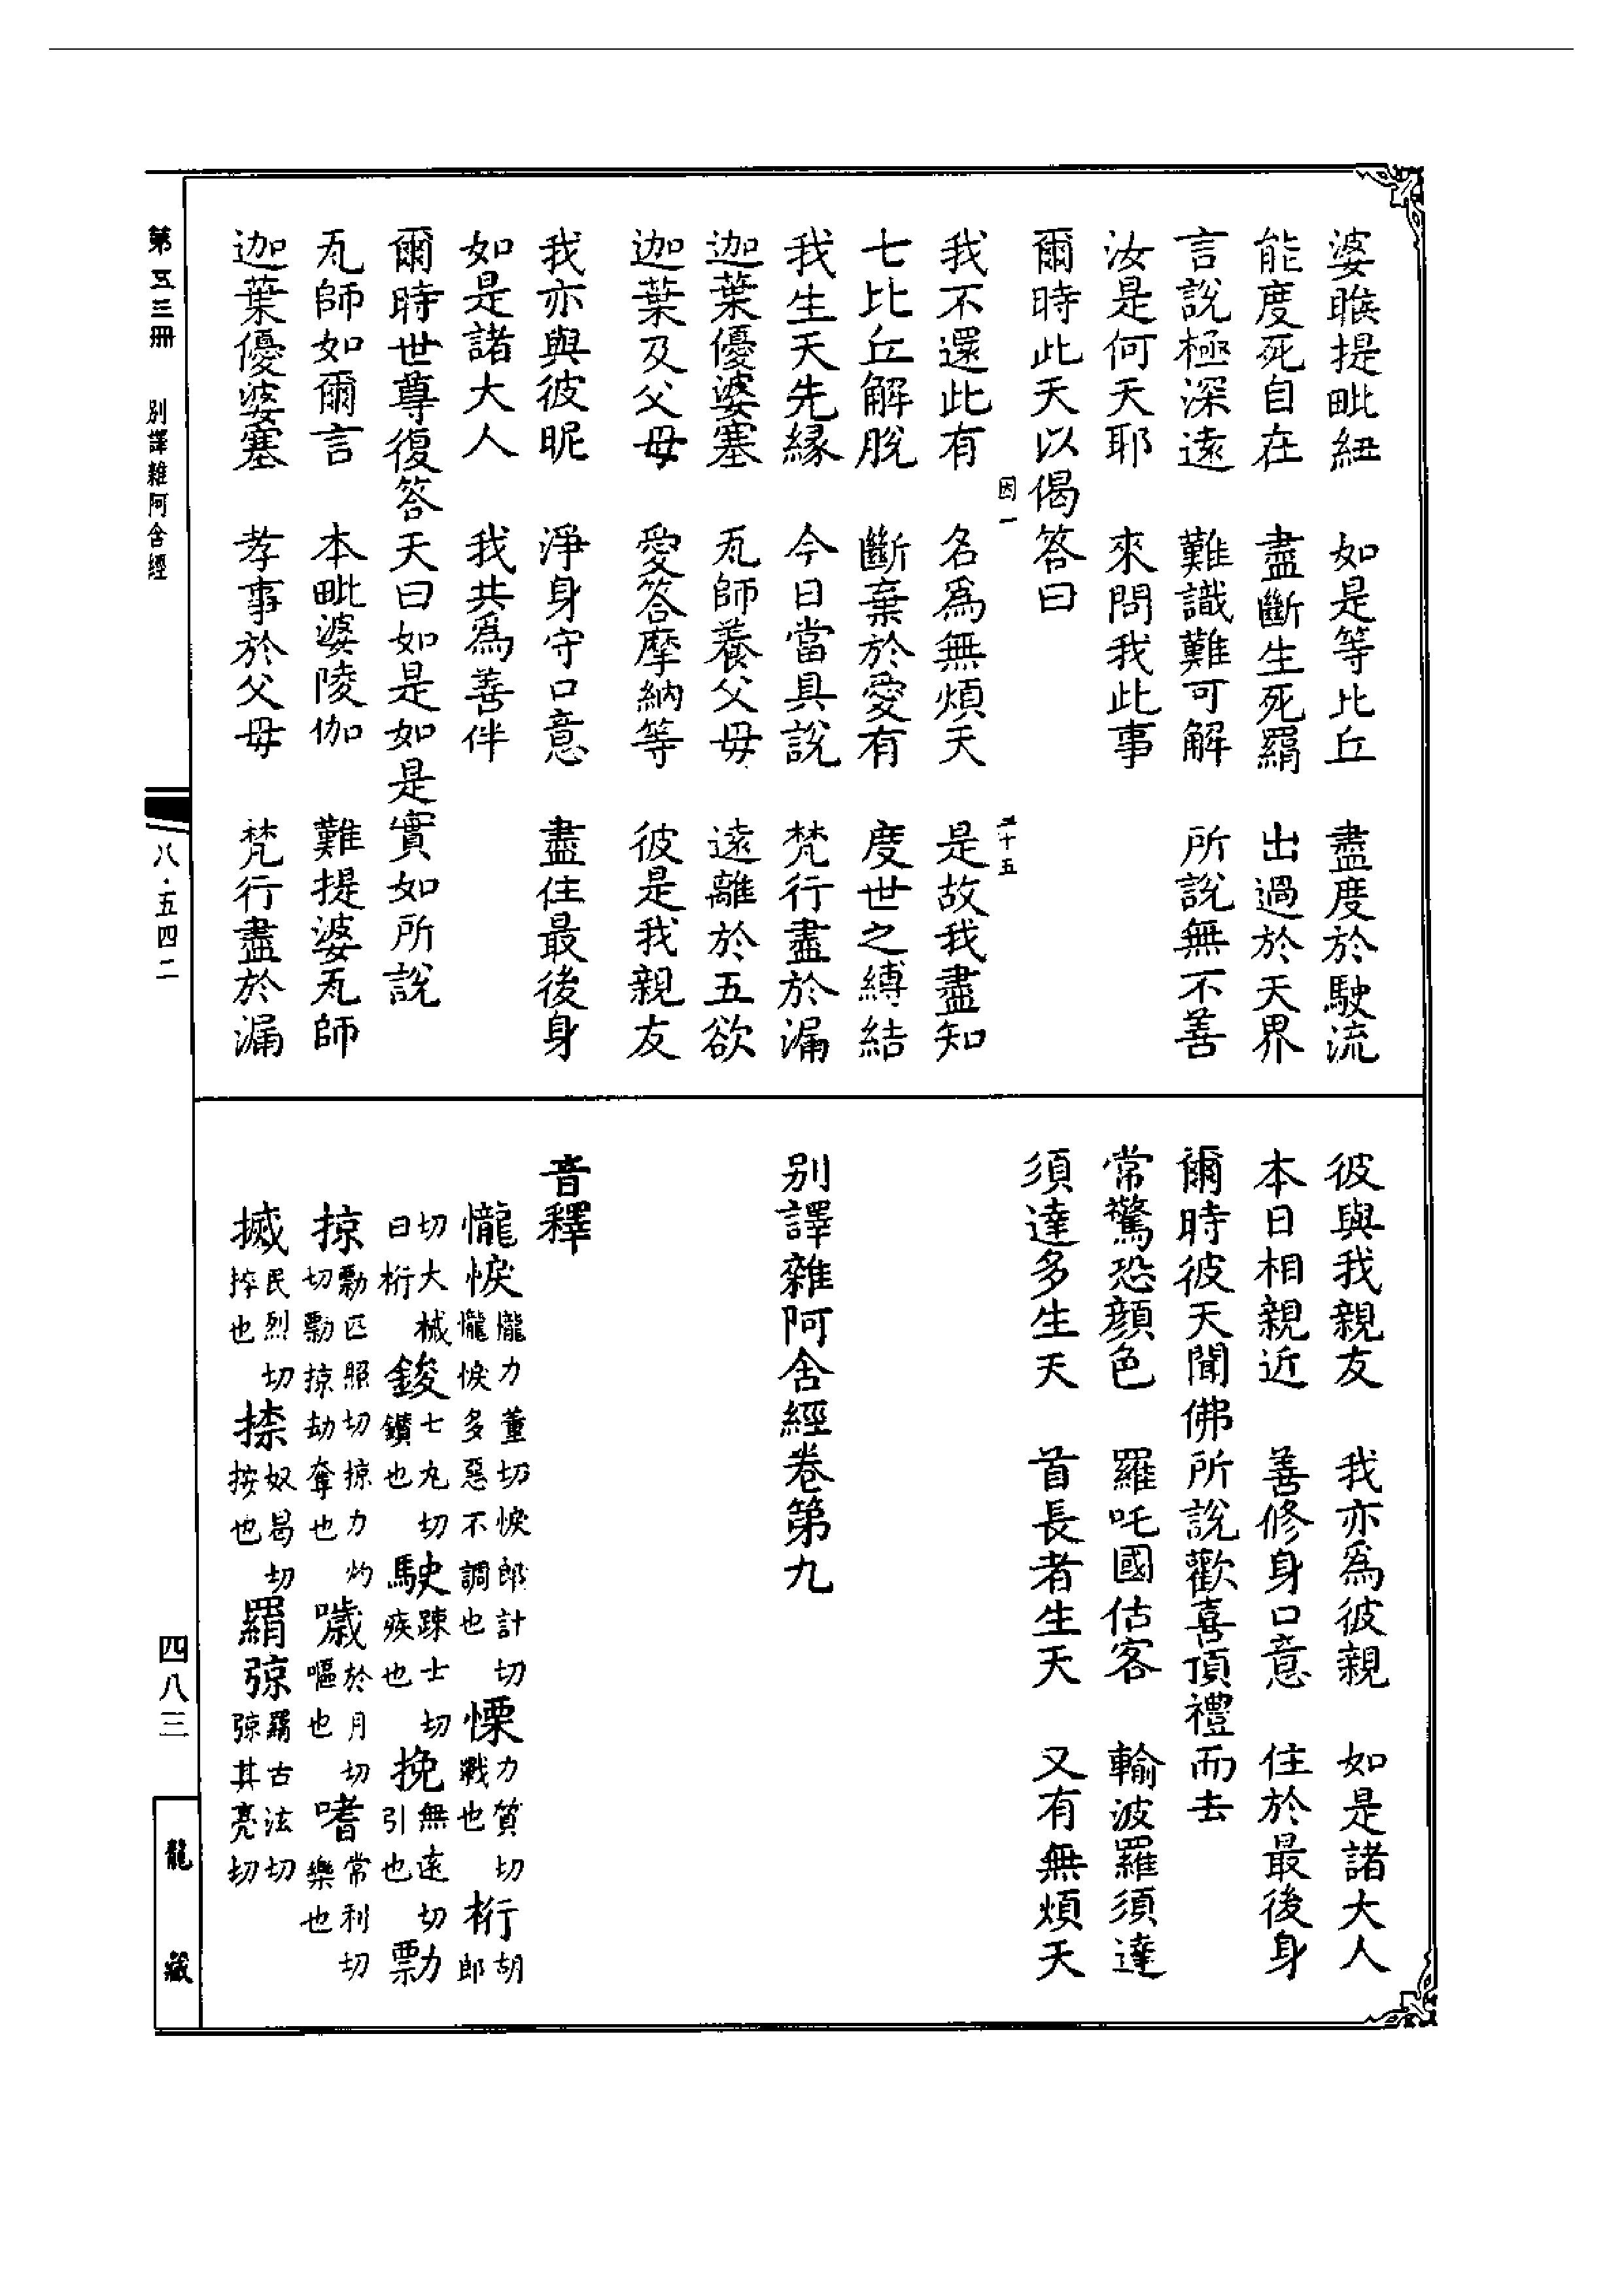 婆睺提毗紐　如是等比丘　盡度於駛流
能度死自在　盡斷生死羂　出過於天界
言說極深遠　難識難可解　所說無不善
汝是何天耶　來問我此事
爾時此天以偈答曰
因一　二十五
我不還此有　名爲無煩天　是故我盡知
七比丘解脫　斷棄於愛有　度世之縛結
我生天先緣　今日當具說　梵行盡於漏
迦葉優婆塞　瓦師養父母　遠離於五欲
迦葉及父母　愛答摩納等　彼是我親友
我亦與彼昵　淨身守口意　盡住最後身
如是諸大人　我共爲善伴
爾時世尊復答天曰如是如是實如所說
瓦師如爾言　本毗婆陵伽　難提婆瓦師
迦葉優婆塞　孝事於父母　梵行盡於漏
彼與我親友　我亦爲彼親　如是諸大人
本日相親近　善修身口意　住於最後身
爾時彼天聞佛所說歡喜頂禮而去
常驚恐顏色　羅吒國估客　輸波羅須達
須達多生天　首長者生天　又有無煩天
別譯雜阿含經卷第九
音釋
㦕悷㦕力董切悷郎計切㦕悷多惡不調也慄力質切戰也桁胡郎
切大械曰桁鋑七丸切鑽也駛踈士切疾也挽無遠切引也勡
掠勡匹照切掠力灼切勡掠劫奪也噦於月切嘔也嗜常利切樂也
搣民烈切捽也捺奴曷切按也羂弶羂古泫切弶其亮切
第五三冊　別譯雜阿含經
八·五四二
四八三
龍藏